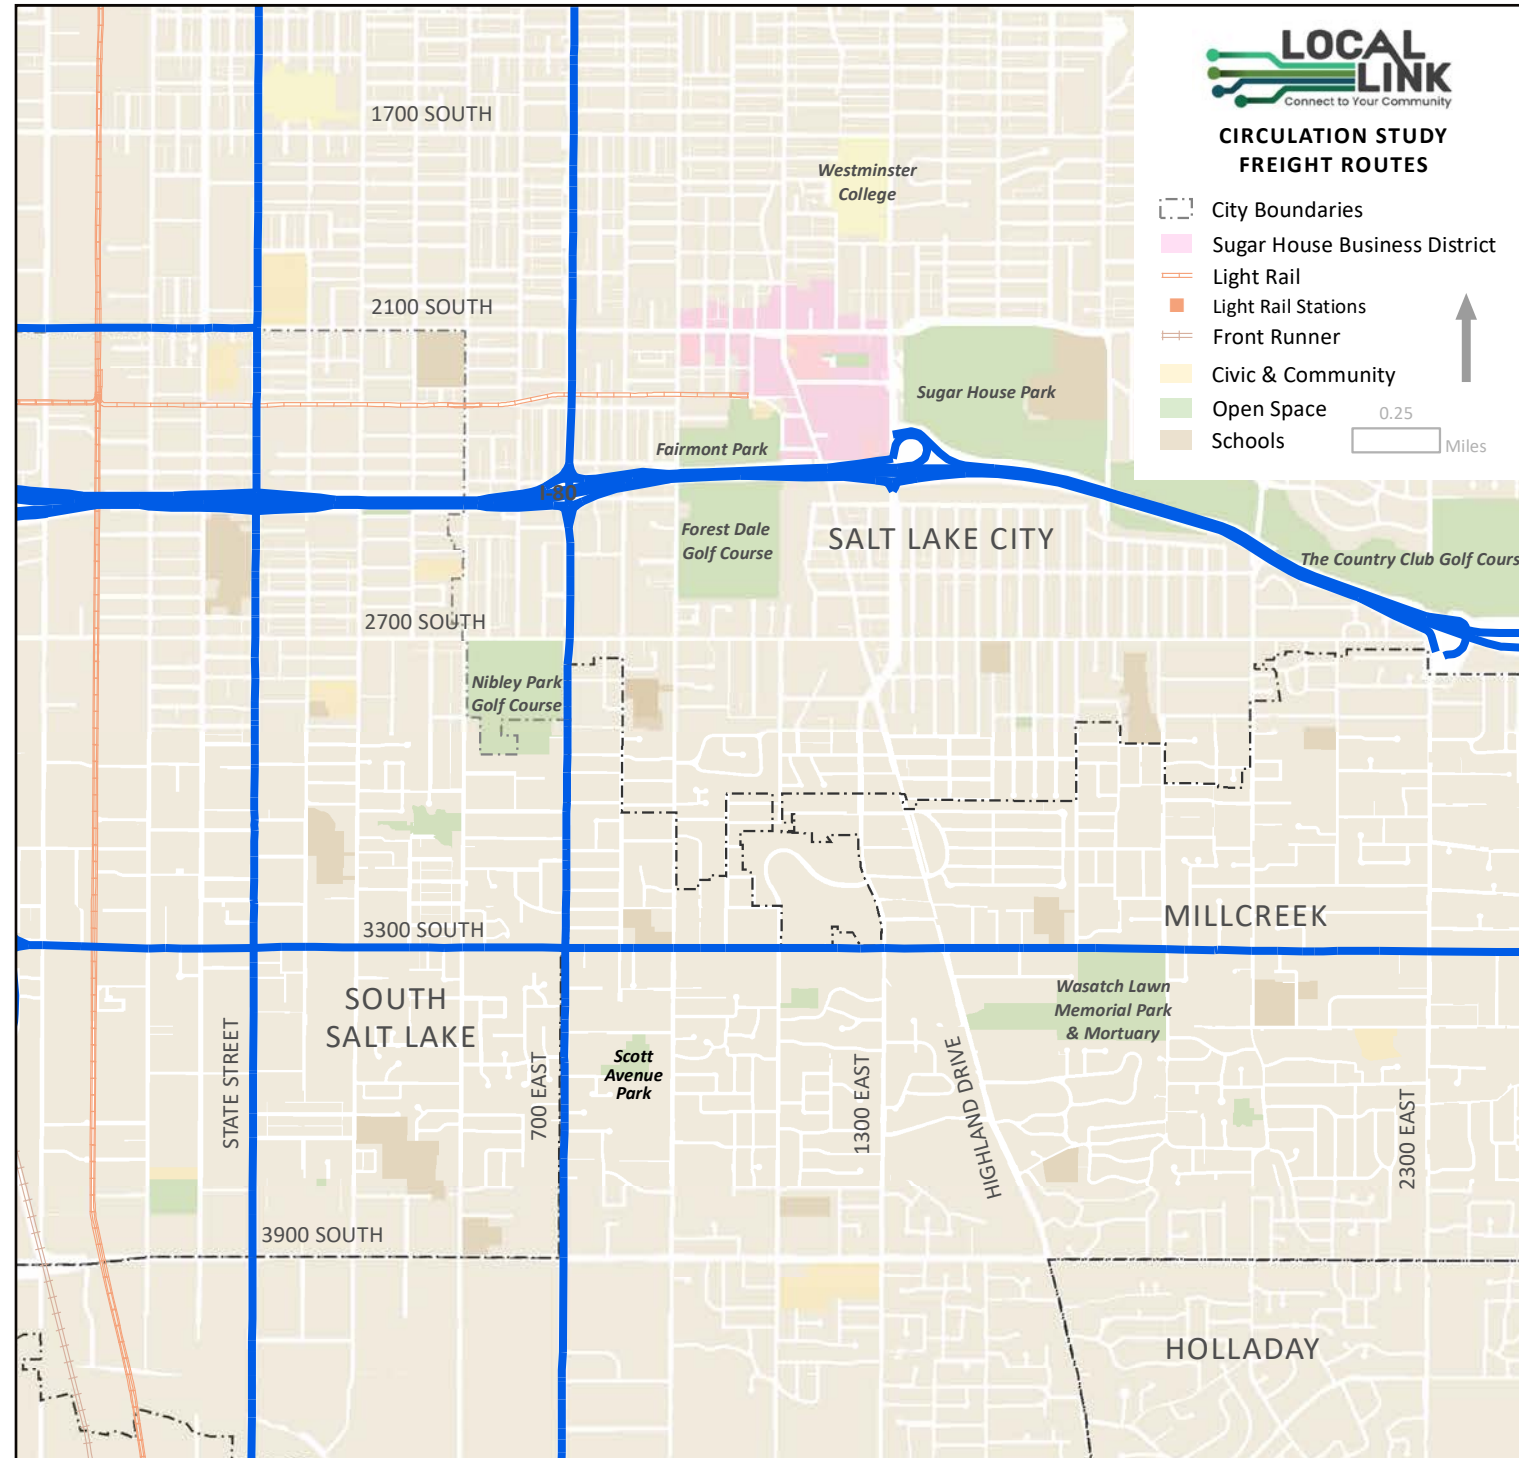 LOCAL
LINK
Connect to Your Community
CIRCULATION STUDY
FREIGHT ROUTES
City Boundaries
Sugar House Business District
Light Rail
Light Rail Stations
Front Runner
Civic & Community
Open Space
Schools
0.25
Miles
1700 SOUTH
Westminster
College
2100 SOUTH
Sugar House Park
Fairmont Park
I-80
Forest Dale
Golf Course
SALT LAKE CITY
The Country Club Golf Cours
2700 SOUTH
Nibley Park
Golf Course
3300 SOUTH
MILLCREEK
SOUTH
SALT LAKE
Wasatch Lawn
Memorial Park
& Mortuary
Scott
Avenue
Park
STATE STREET
700 EAST
1300 EAST
HIGHLAND DRIVE
2300 EAST
3900 SOUTH
HOLLADAY